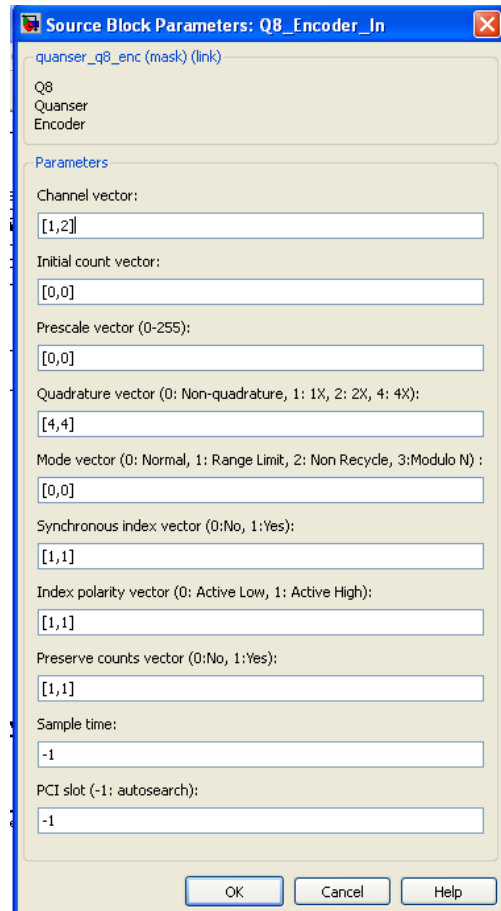 Source Block Parameters: Q8_Encoder_In
quanser_q8_enc (mask) (link)
Q8
Quanser
Encoder
Parameters
Channel vector:
[1,2]
Initial count vector:
[0,0]
Prescale vector (0-255):
[0,0]
Quadrature vector (0: Non-quadrature, 1: 1X, 2: 2X, 4: 4X):
[4,4]
Mode vector (0: Normal, 1: Range Limit, 2: Non Recycle, 3:Modulo N) :
[0,0]
Synchronous index vector (0:No, 1:Yes):
[1,1]
Index polarity vector (0: Active Low, 1: Active High):
[1,1]
Preserve counts vector (0:No, 1:Yes):
[1,1]
Sample time:
-1
PCI slot (-1: autosearch):
-1
OK Cancel Help